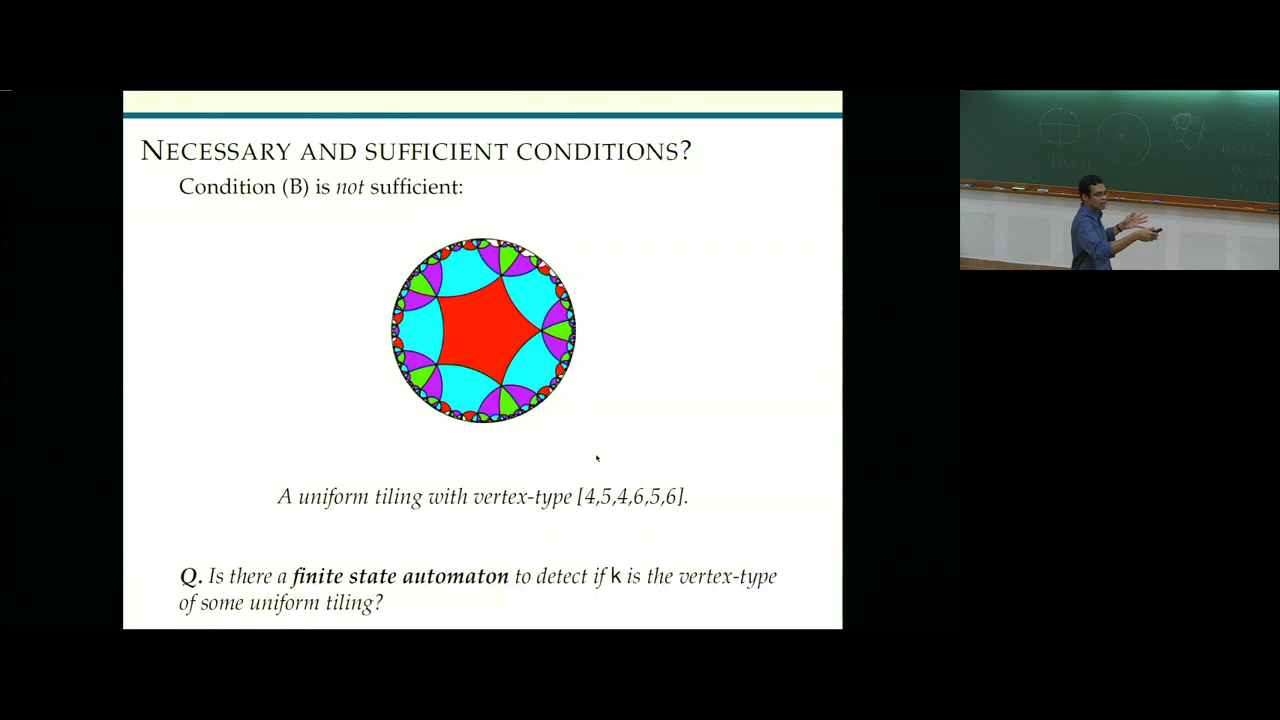 NECESSARY AND SUFFICIENT CONDITIONS?
Condition (B) is not sufficient:
A uniform tiling with vertex-type [4,5,4,6,5,6].
Q. Is there a finite state automaton to detect if k is the vertex-type
of some uniform tiling?